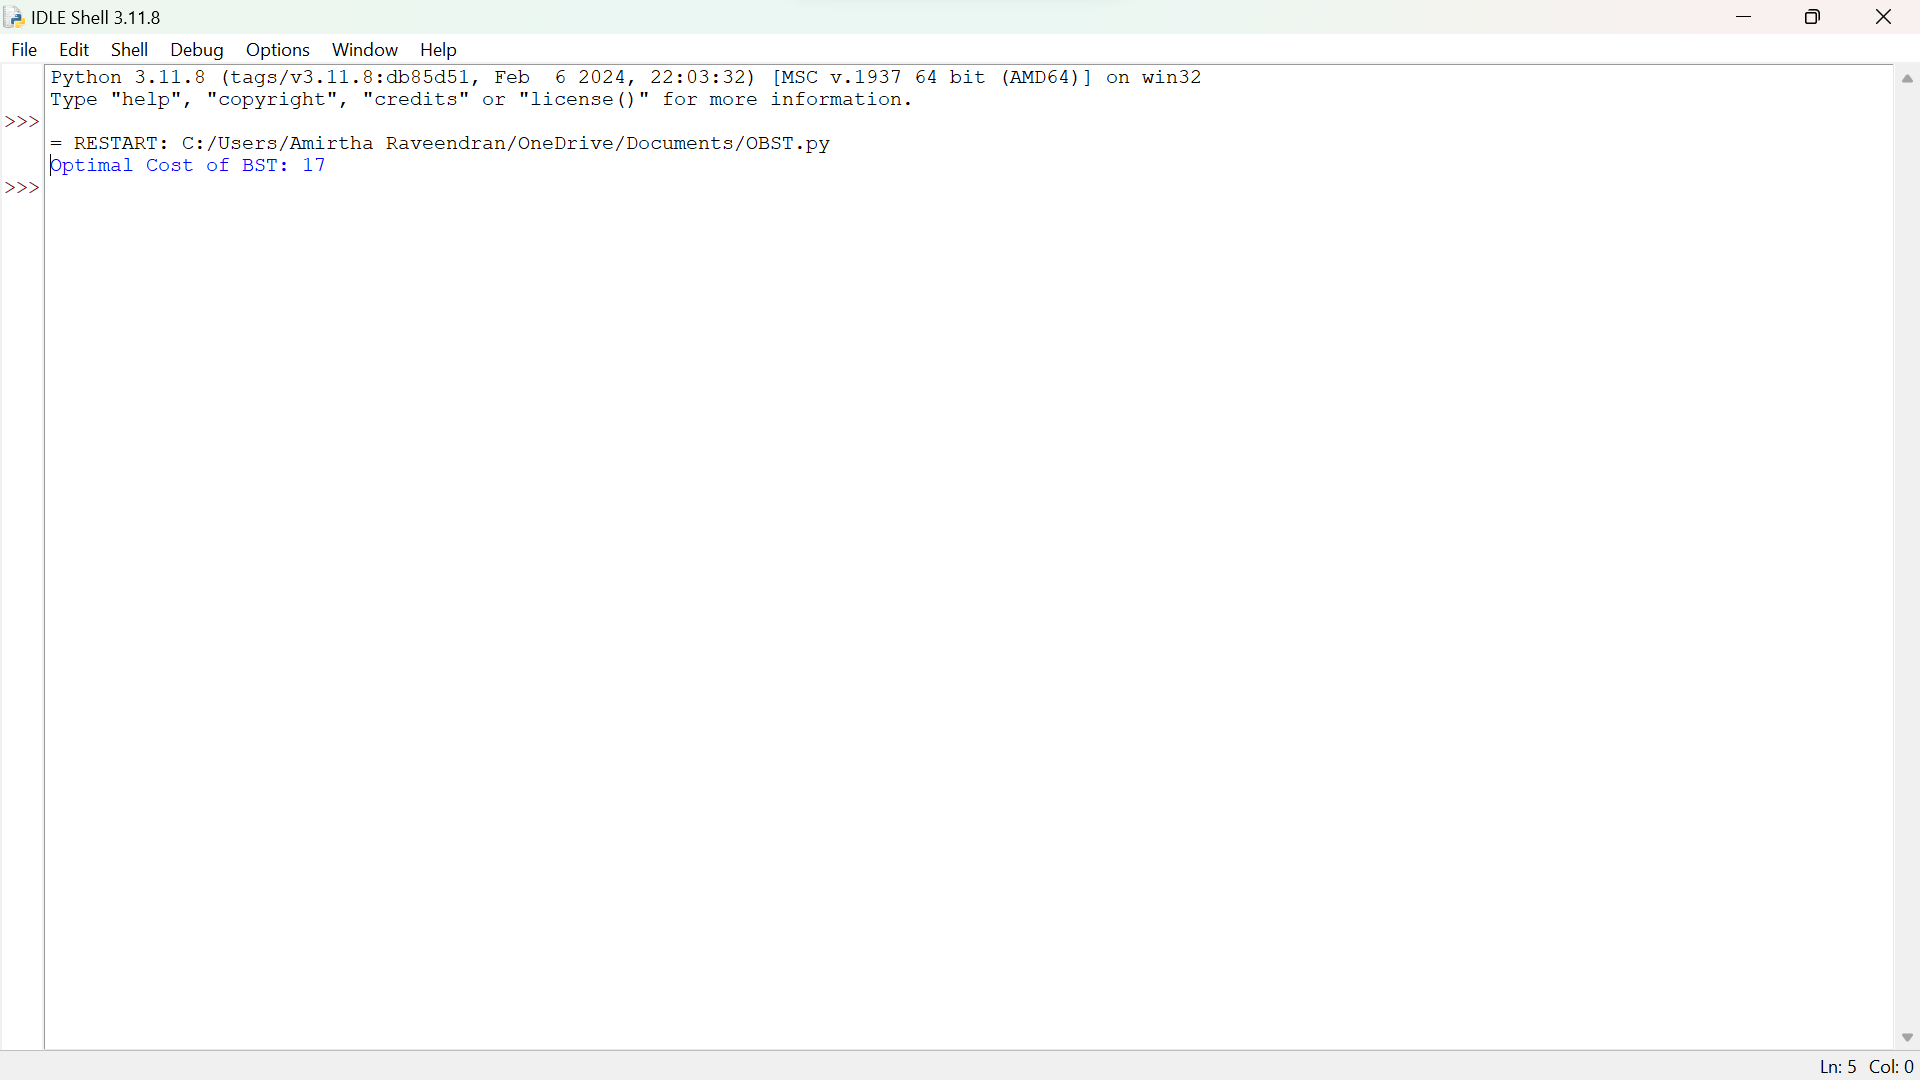 IDLE Shell 3.11.8
File Edit Shell Debug Options Window Help
Python 3.11.8 (tags/v3.11.8:db85d51, Feb  6 2024, 22:03:32) [MSC v.1937 64 bit (AMD64)] on win32
Type "help", "copyright", "credits" or "license()" for more information.
>>>
= RESTART: C:/Users/Amirtha Raveendran/OneDrive/Documents/OBST.py
Optimal Cost of BST: 17
>>>
Ln: 5 Col: 0